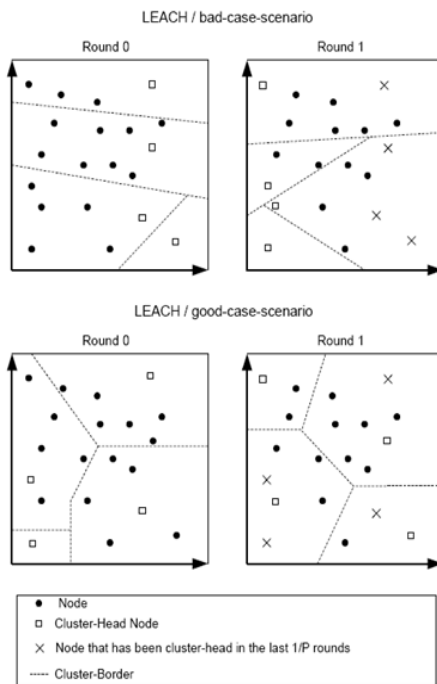 LEACH / bad-case-scenario
Round 0
Round 1
LEACH / good-case-scenario
Round 0
Round 1
Node
Cluster-Head Node
Node that has been cluster-head in the last 1/P rounds
Cluster-Border